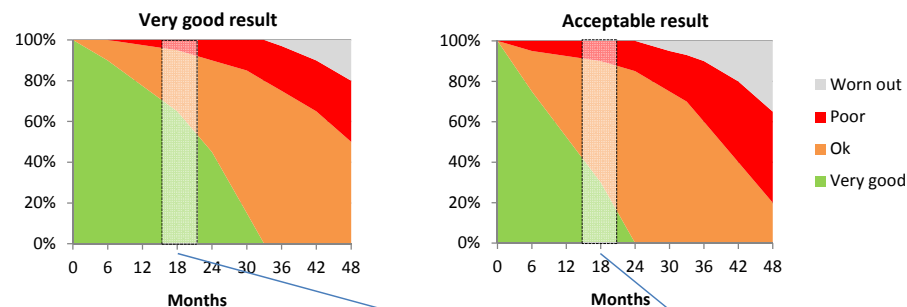 Very good result
100%
80%
60%
40%
20%
0%
0 6 12 18 24 30 36 42 48
Months
Acceptable result
100%
80%
60%
40%
20%
0%
0 6 12 18 24 30 36 42 48
Months
Worn out
Poor
Ok
Very good